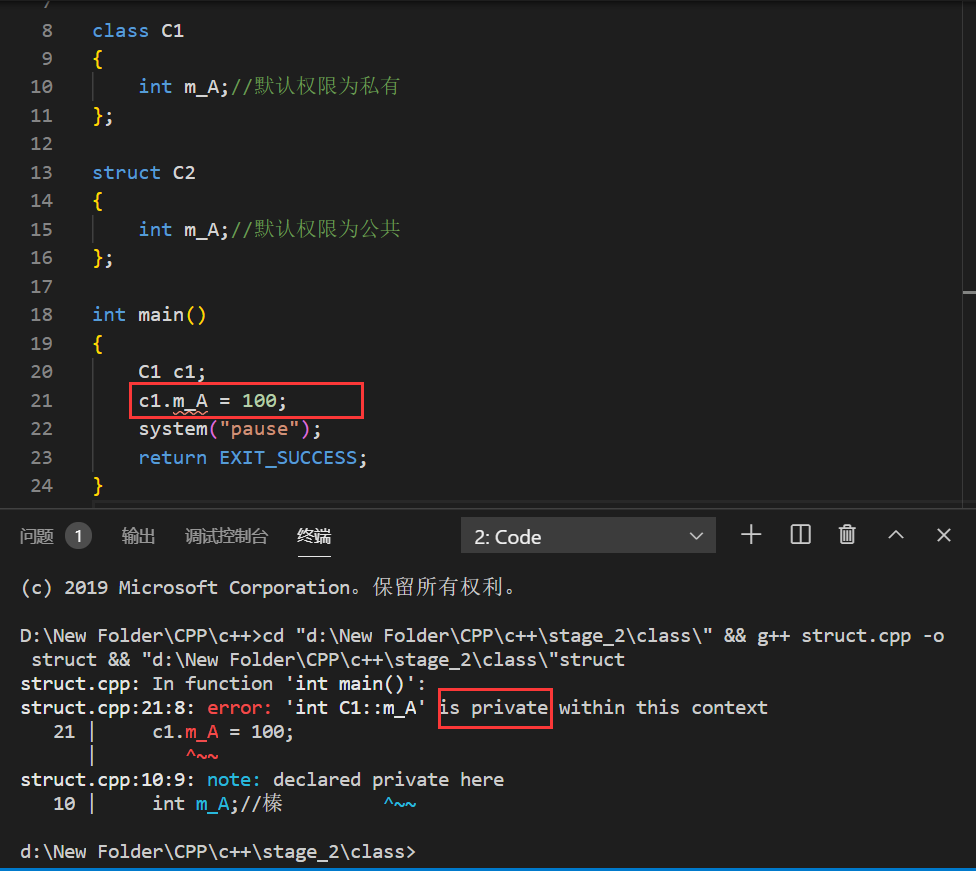 7
8 class C1
9 {
10 int m_A;//默认权限为私有
11 };
12
13 struct C2
14 {
15 int m_A;//默认权限为公共
16 };
17
18 int main()
19 {
20 C1 c1;
21 c1.m_A = 100;
22 system("pause");
23 return EXIT_SUCCESS;
24 }
问题 1 输出 调试控制台 终端 2: Code
(c) 2019 Microsoft Corporation。保留所有权利。
D:\New Folder\CPP\c++>cd "d:\New Folder\CPP\c++\stage_2\class\" && g++ struct.cpp -o
struct && "d:\New Folder\CPP\c++\stage_2\class\"struct
struct.cpp: In function 'int main()':
struct.cpp:21:8: error: 'int C1::m_A' is private within this context
21 | c1.m_A = 100;
| ^~~
struct.cpp:10:9: note: declared private here
10 | int m_A;//榛 ^~~
d:\New Folder\CPP\c++\stage_2\class>